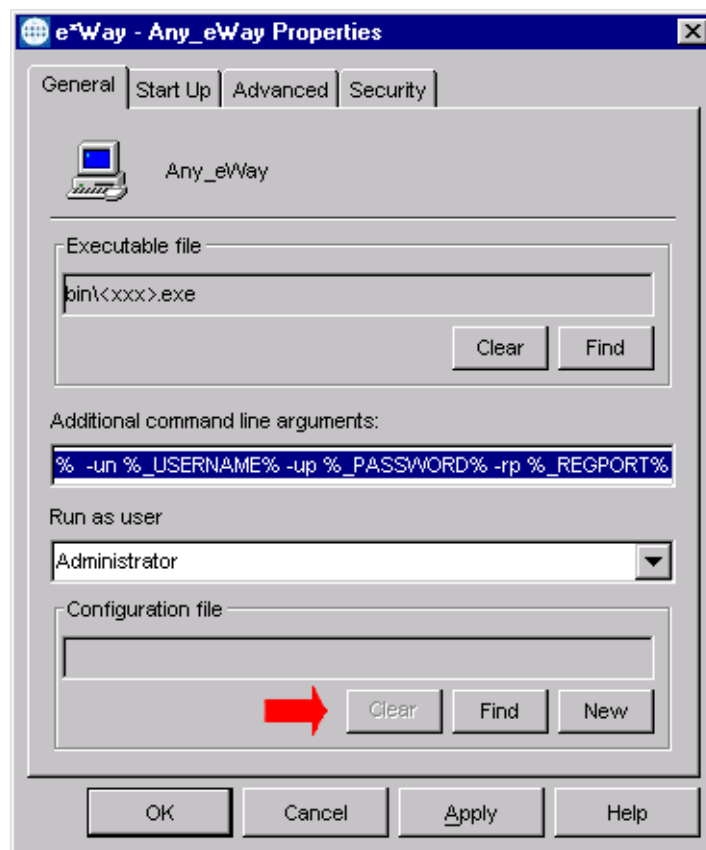 e*Way - Any_eWay Properties
General Start Up Advanced Security
Any_eWay
Executable file
bin\<xxx>.exe
Clear Find
Additional command line arguments:
% -un %_USERNAME% -up %_PASSWORD% -rp %_REGPORT%
Run as user
Administrator
Configuration file
Clear Find New
OK Cancel Apply Help